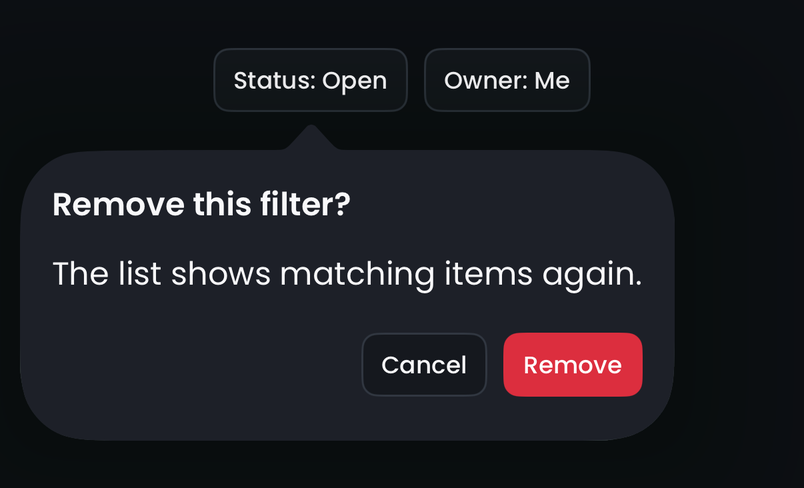 Status: Open
Owner: Me
Remove this filter?
The list shows matching items again.
Cancel
Remove